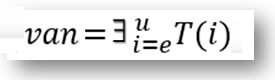 van = ∃ᵘᵢ₌ₑ T(i)